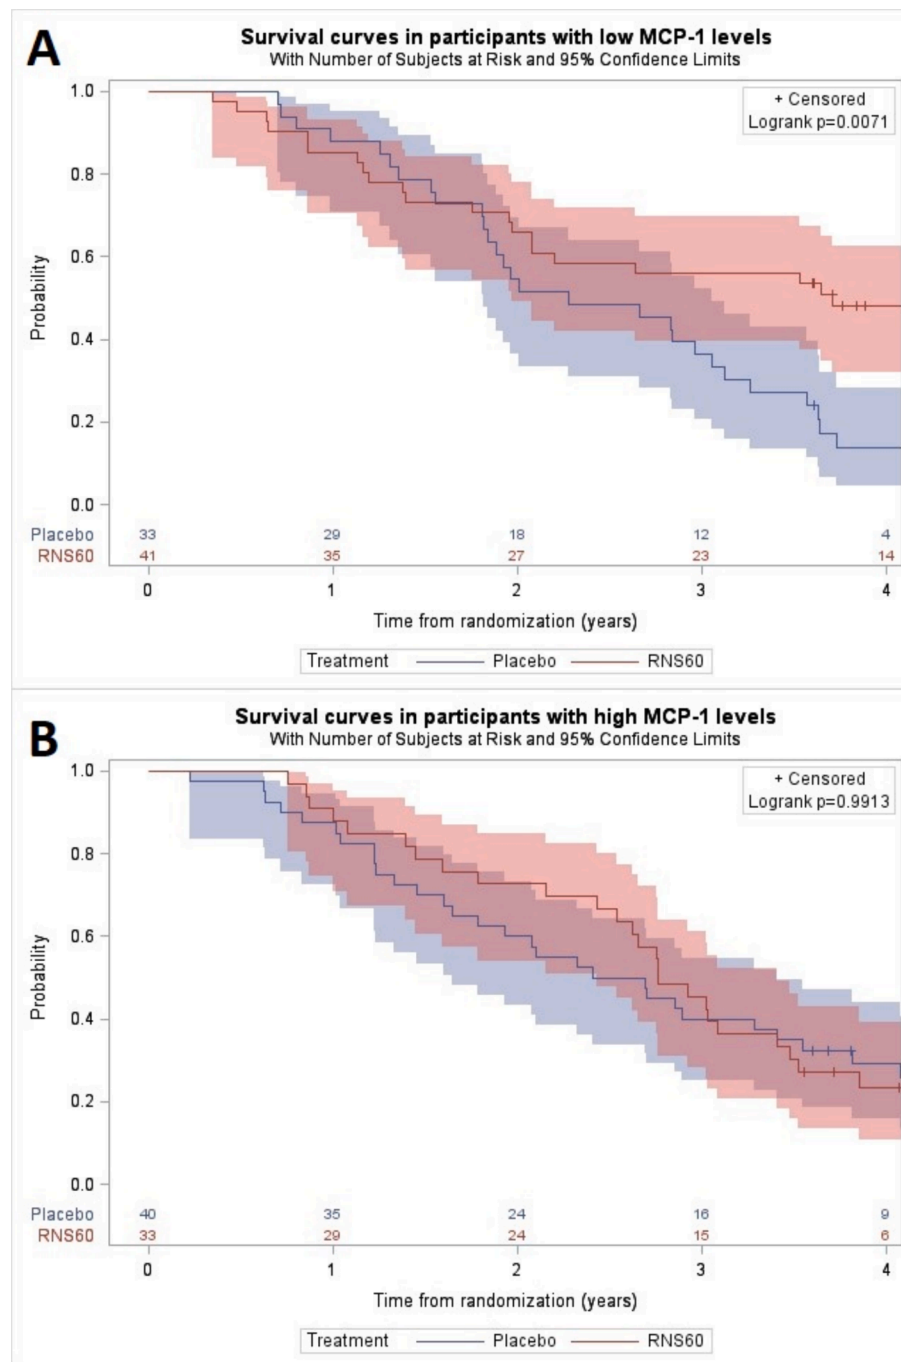 A
Survival curves in participants with low MCP-1 levels
With Number of Subjects at Risk and 95% Confidence Limits
+ Censored
Logrank p=0.0071
Probability
1.0
0.8
0.6
0.4
0.2
0.0
Placebo 33 29 18 12 4
RNS60 41 35 27 23 14
0 1 2 3 4
Time from randomization (years)
Treatment Placebo RNS60
B
Survival curves in participants with high MCP-1 levels
With Number of Subjects at Risk and 95% Confidence Limits
+ Censored
Logrank p=0.9913
Probability
1.0
0.8
0.6
0.4
0.2
0.0
Placebo 40 35 24 16 9
RNS60 33 29 24 15 6
0 1 2 3 4
Time from randomization (years)
Treatment Placebo RNS60